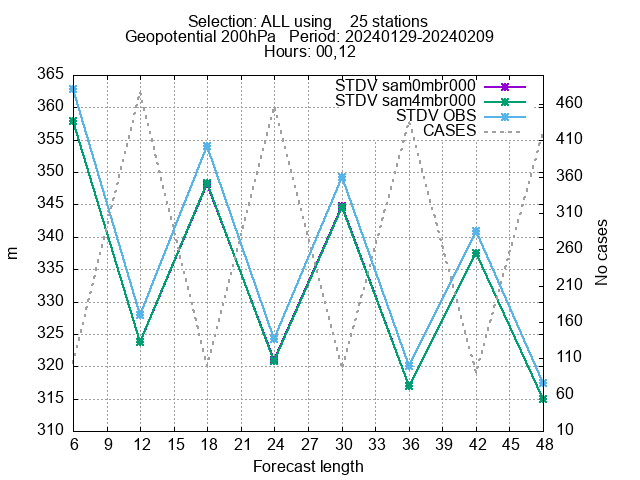 Selection: ALL using    25 stations
Geopotential 200hPa   Period: 20240129-20240209
Hours: 00,12
STDV sam0mbr000
STDV sam4mbr000
STDV OBS
CASES
365
360
355
350
345
340
335
330
325
320
315
310
m
460
410
360
310
260
210
160
110
60
10
No cases
6 9 12 15 18 21 24 27 30 33 36 39 42 45 48
Forecast length